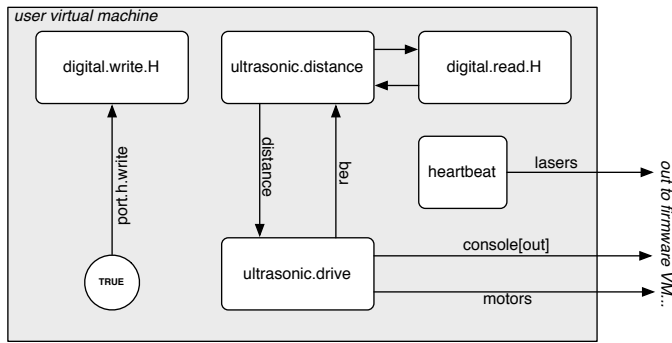 user virtual machine
digital.write.H
ultrasonic.distance
digital.read.H
port.h.write
distance
req
heartbeat
lasers
out to firmware VM...
TRUE
ultrasonic.drive
console[out]
motors